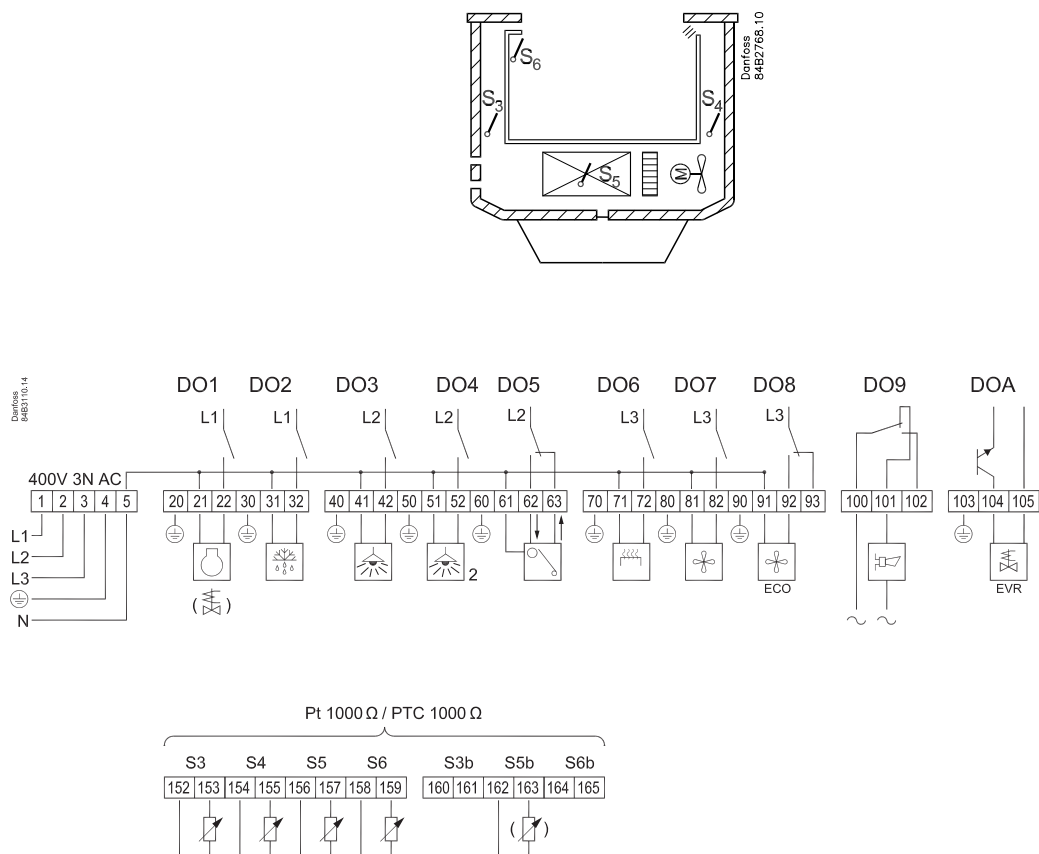 S6
S3
S4
S5
M
Danfoss
84B2768.10
Danfoss
84B3110.14
DO1 DO2 DO3 DO4 DO5 DO6 DO7 DO8 DO9 DOA
L1 L1 L2 L2 L2 L3 L3 L3
400V 3N AC
1 2 3 4 5 20 21 22 30 31 32 40 41 42 50 51 52 60 61 62 63 70 71 72 80 81 82 90 91 92 93 100 101 102 103 104 105
L1
L2
L3
N
2
ECO
EVR
( )
Pt 1000 Ω / PTC 1000 Ω
S3 S4 S5 S6 S3b S5b S6b
152 153 154 155 156 157 158 159 160 161 162 163 164 165
( )